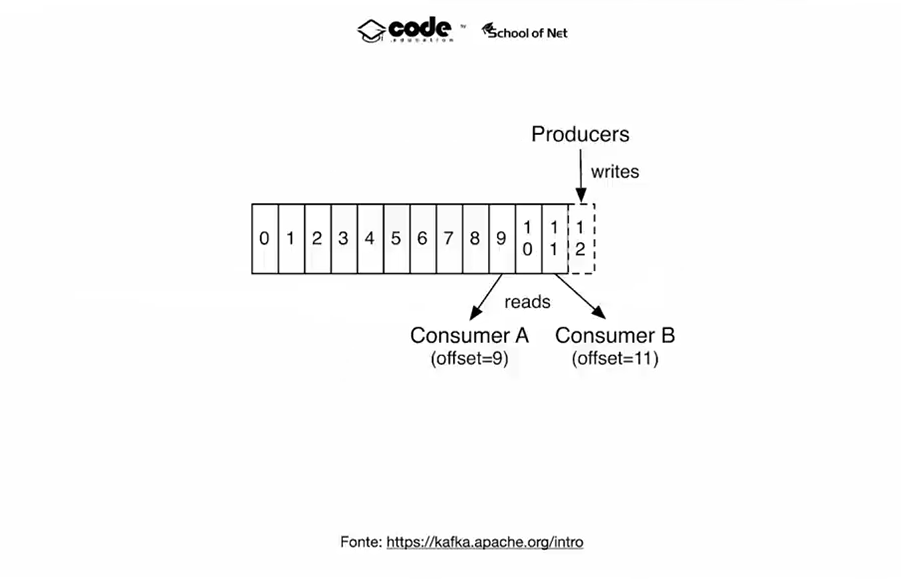 code ™ School of Net
.education
Producers
writes
0 1 2 3 4 5 6 7 8 9 10 11 12
reads
Consumer A Consumer B
(offset=9) (offset=11)
Fonte: https://kafka.apache.org/intro